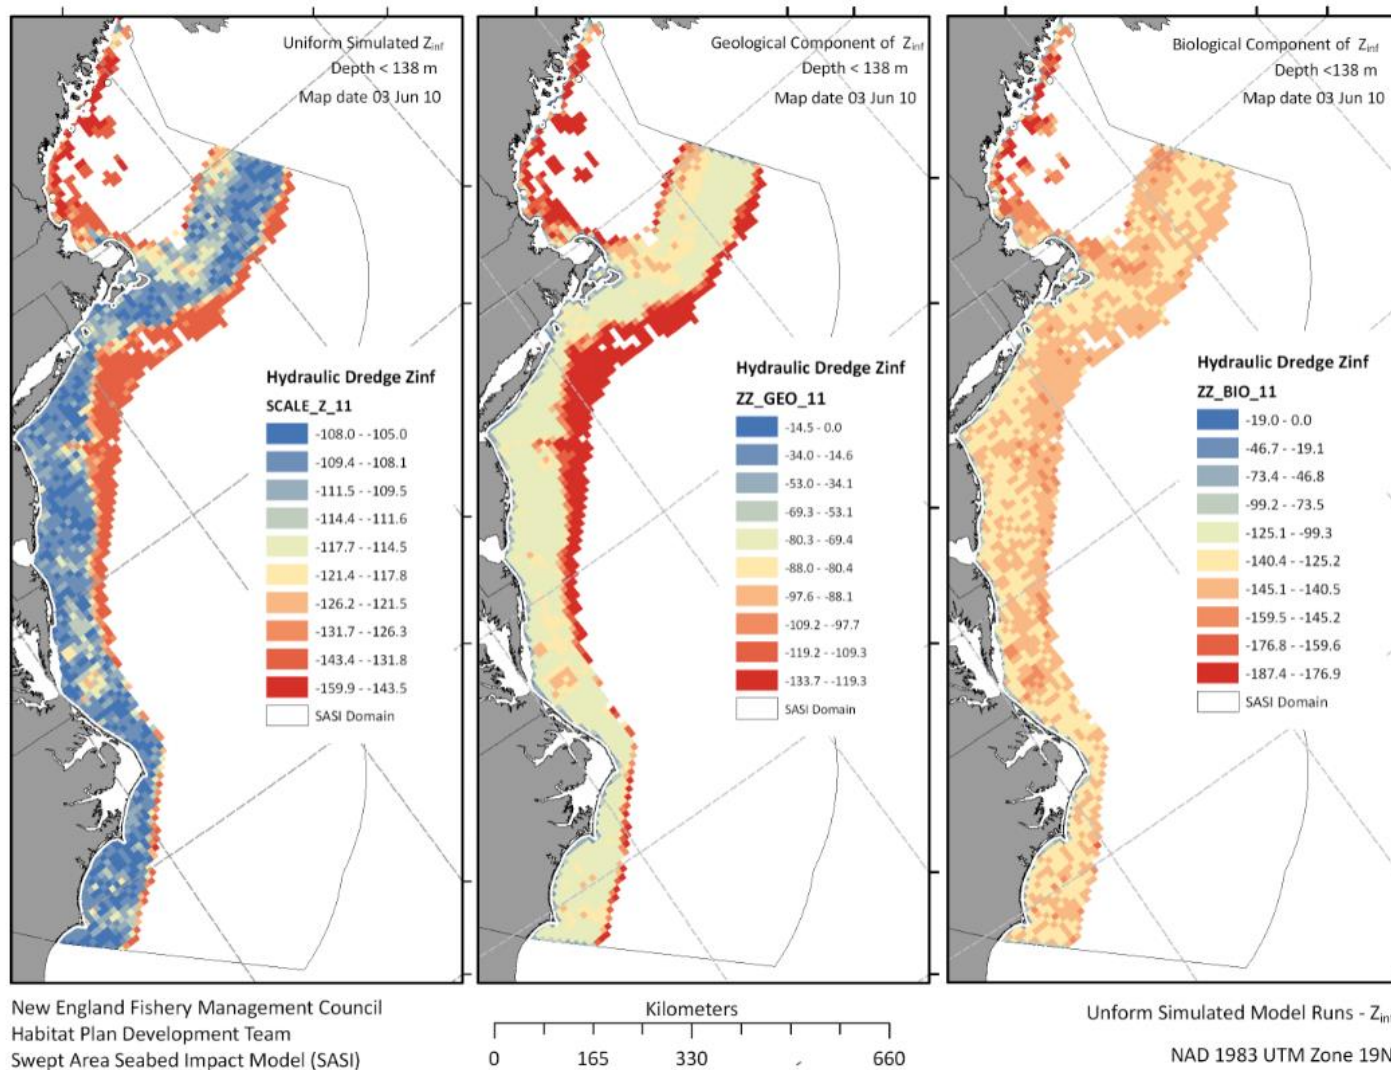 Uniform Simulated Zinf
Depth < 138 m
Map date 03 Jun 10
Hydraulic Dredge Zinf
SCALE_Z_11
-108.0 - -105.0
-109.4 - -108.1
-111.5 - -109.5
-114.4 - -111.6
-117.7 - -114.5
-121.4 - -117.8
-126.2 - -121.5
-131.7 - -126.3
-143.4 - -131.8
-159.9 - -143.5
SASI Domain
Geological Component of Zinf
Depth < 138 m
Map date 03 Jun 10
Hydraulic Dredge Zinf
ZZ_GEO_11
-14.5 - 0.0
-34.0 - -14.6
-53.0 - -34.1
-69.3 - -53.1
-80.3 - -69.4
-88.0 - -80.4
-97.6 - -88.1
-109.2 - -97.7
-119.2 - -109.3
-133.7 - -119.3
SASI Domain
Biological Component of Zinf
Depth <138 m
Map date 03 Jun 10
Hydraulic Dredge Zinf
ZZ_BIO_11
-19.0 - 0.0
-46.7 - -19.1
-73.4 - -46.8
-99.2 - -73.5
-125.1 - -99.3
-140.4 - -125.2
-145.1 - -140.5
-159.5 - -145.2
-176.8 - -159.6
-187.4 - -176.9
SASI Domain
New England Fishery Management Council
Habitat Plan Development Team
Swept Area Seabed Impact Model (SASI)
Kilometers
0 165 330 660
Unform Simulated Model Runs - Zin
NAD 1983 UTM Zone 19N